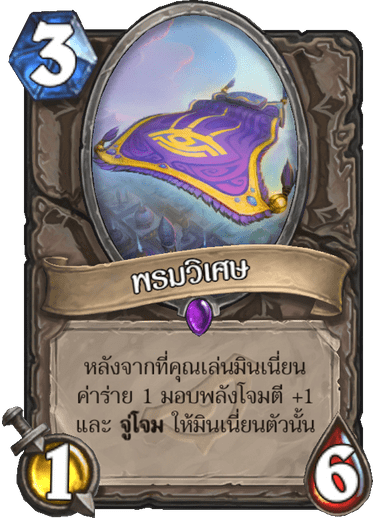 3
พรมวิเศษ
หลังจากที่คุณเล่นมินเนี่ยน
ค่าร่าย 1 มอบพลังโจมตี +1
และ จู่โจม ให้มินเนี่ยนตัวนั้น
1
6